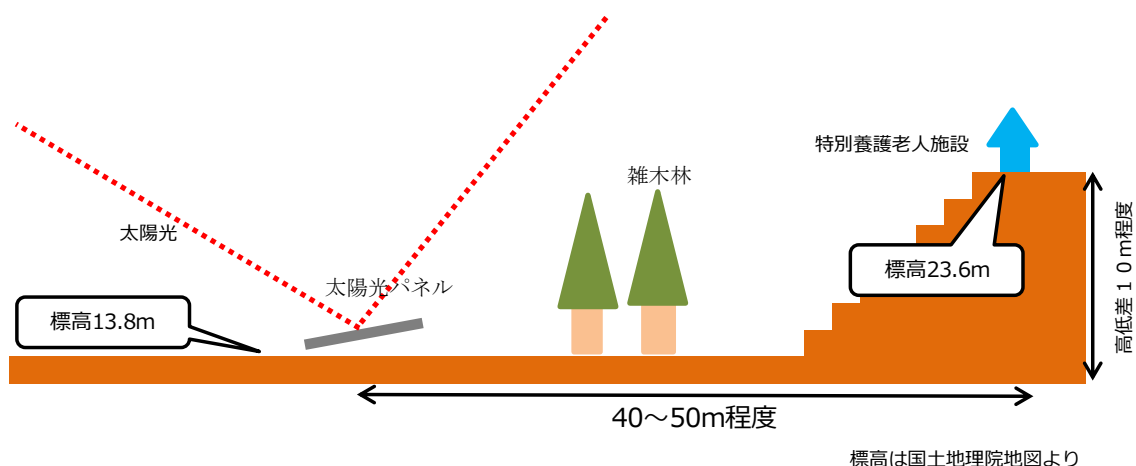 特別養護老人施設
雑木林
太陽光
太陽光パネル
標高23.6m
標高13.8m
高低差１０ｍ程度
40～50m程度
標高は国土地理院地図より